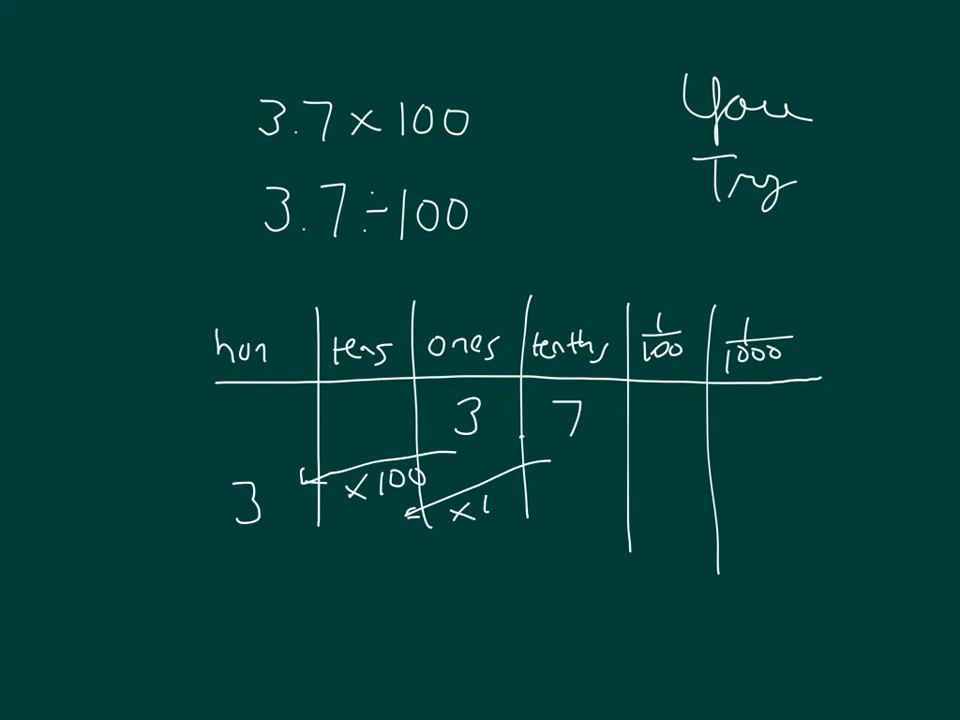 3.7 x 100
You
Try
3.7 ÷ 100
hun tens ones tenths 1/100 1/1000
3 7
x 100
3 x 1